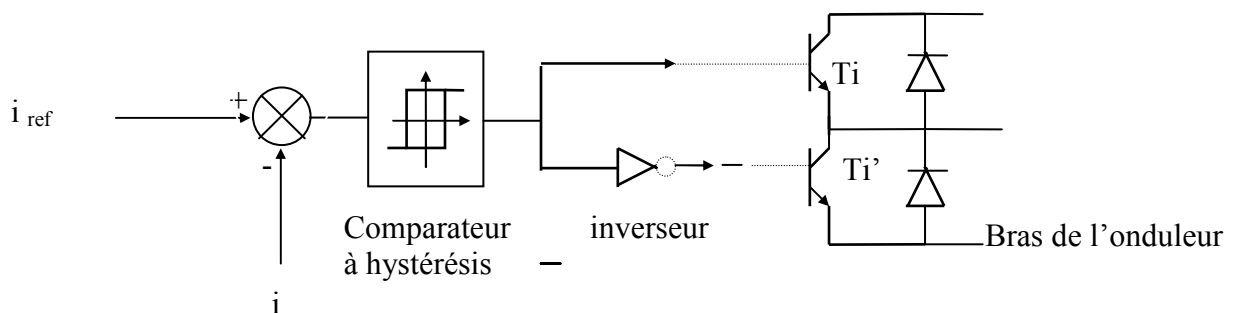 i ref
+
-
Ti
Ti’
Comparateur
à hystérésis
inverseur
Bras de l’onduleur
i